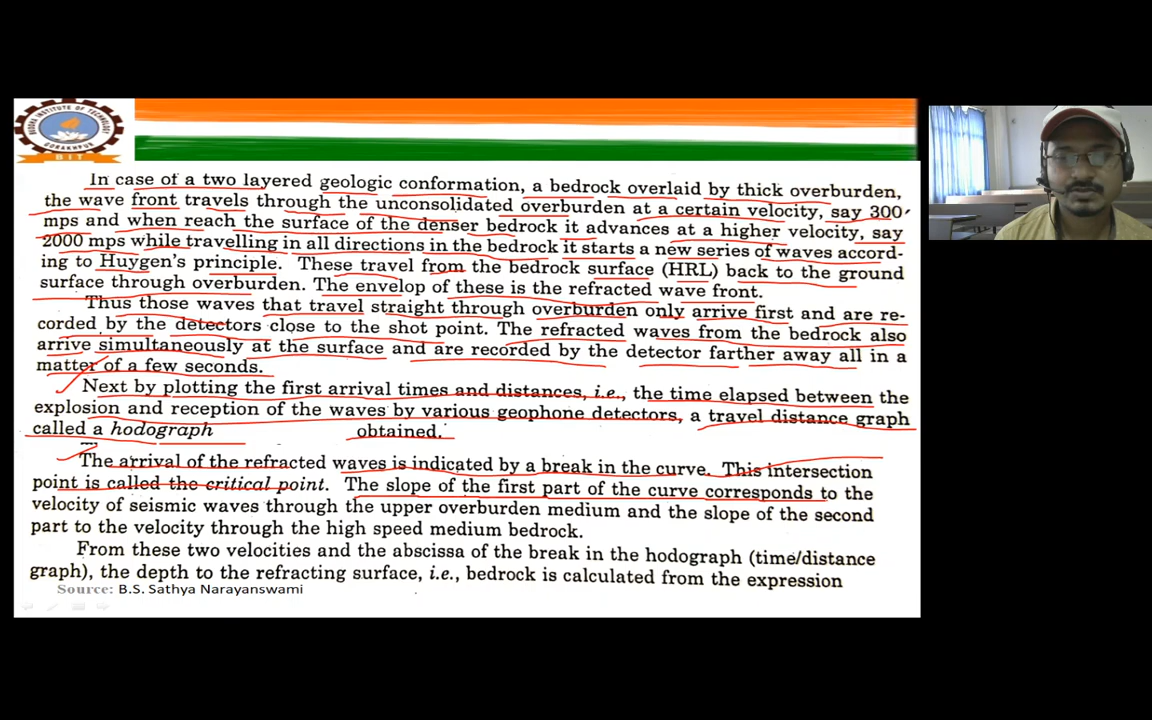 BUDDHA INSTITUTE OF TECHNOLOGY
GORAKHPUR
BIT
In case of a two layered geologic conformation, a bedrock overlaid by thick overburden,
the wave front travels through the unconsolidated overburden at a certain velocity, say 300
mps and when reach the surface of the denser bedrock it advances at a higher velocity, say
2000 mps while travelling in all directions in the bedrock it starts a new series of waves accord-
ing to Huygen's principle. These travel from the bedrock surface (HRL) back to the ground
surface through overburden. The envelop of these is the refracted wave front.
Thus those waves that travel straight through overburden only arrive first and are re-
corded by the detectors close to the shot point. The refracted waves from the bedrock also
arrive simultaneously at the surface and are recorded by the detector farther away all in a
matter of a few seconds.
Next by plotting the first arrival times and distances, i.e., the time elapsed between the
explosion and reception of the waves by various geophone detectors, a travel distance graph
called a hodograph obtained.
The arrival of the refracted waves is indicated by a break in the curve. This intersection
point is called the critical point. The slope of the first part of the curve corresponds to the
velocity of seismic waves through the upper overburden medium and the slope of the second
part to the velocity through the high speed medium bedrock.
From these two velocities and the abscissa of the break in the hodograph (time/distance
graph), the depth to the refracting surface, i.e., bedrock is calculated from the expression
Source: B.S. Sathya Narayanswami